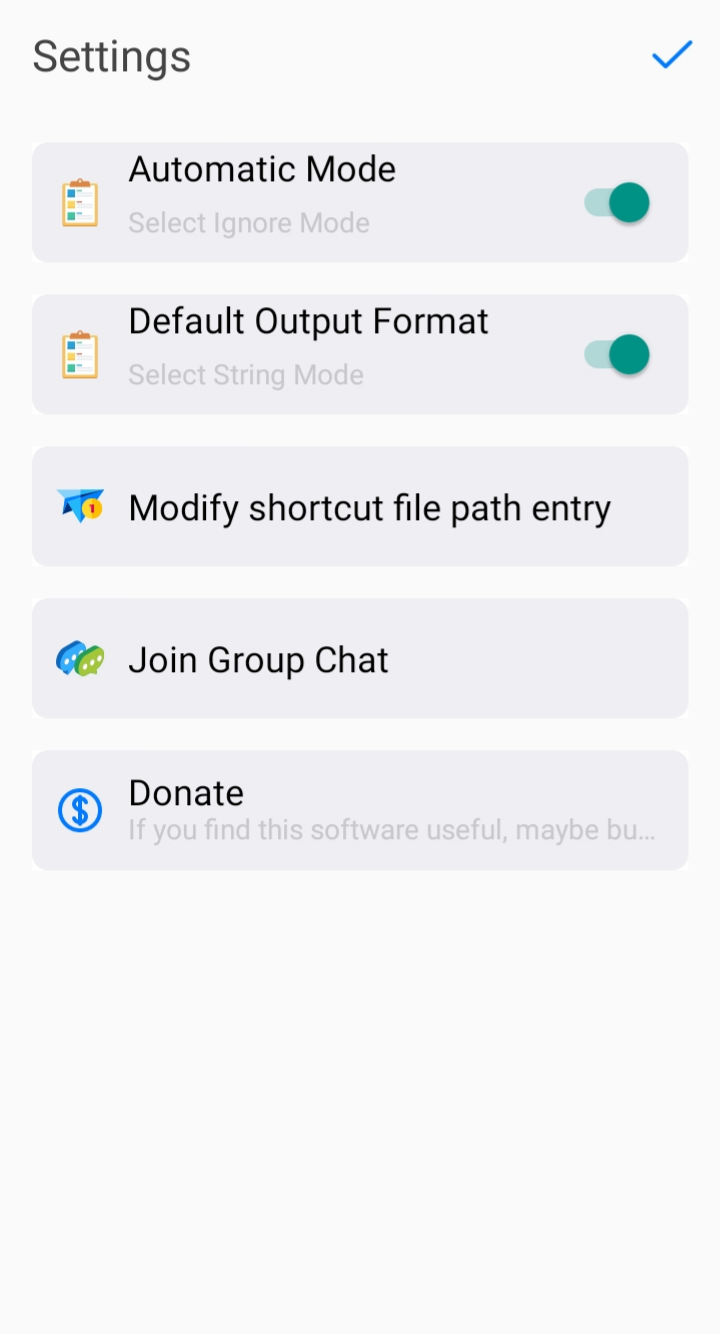 Settings
Automatic Mode
Select Ignore Mode
Default Output Format
Select String Mode
Modify shortcut file path entry
1
Join Group Chat
Donate
If you find this software useful, maybe bu...